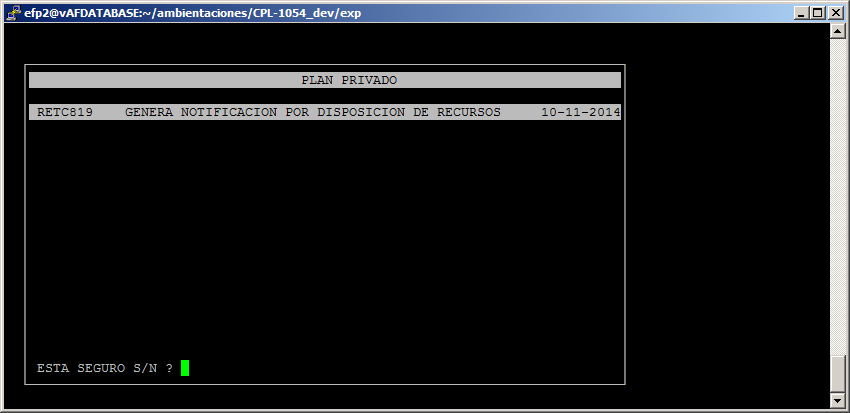 efp2@vAFDATABASE:~/ambientaciones/CPL-1054_dev/exp
PLAN PRIVADO
RETC819 GENERA NOTIFICACION POR DISPOSICION DE RECURSOS 10-11-2014
ESTA SEGURO S/N ?